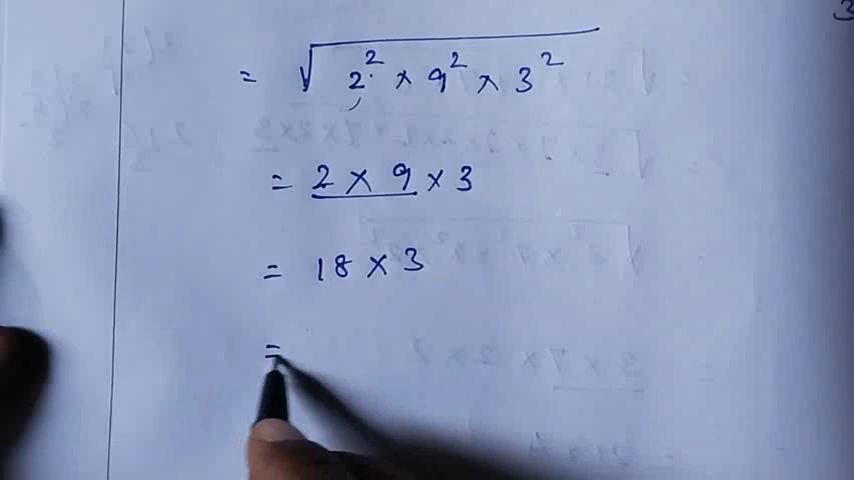 = √2² × 9² × 3²
= 2 × 9 × 3
= 18 × 3
=